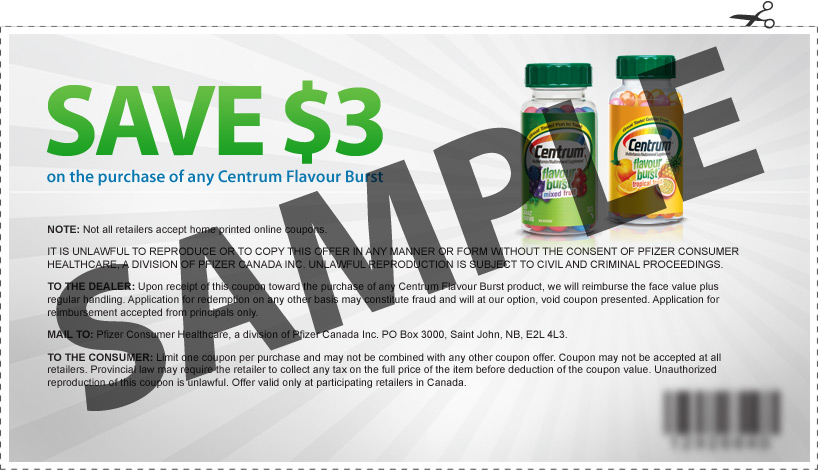 SAVE $3
on the purchase of any Centrum Flavour Burst
NOTE: Not all retailers accept home printed online coupons.
IT IS UNLAWFUL TO REPRODUCE OR TO COPY THIS OFFER IN ANY MANNER OR FORM WITHOUT THE CONSENT OF PFIZER CONSUMER
HEALTHCARE, A DIVISION OF PFIZER CANADA INC. UNLAWFUL REPRODUCTION IS SUBJECT TO CIVIL AND CRIMINAL PROCEEDINGS.
TO THE DEALER: Upon receipt of this coupon toward the purchase of any Centrum Flavour Burst product, we will reimburse the face value plus
regular handling. Application for redemption on any other basis may constitute fraud and will at our option, void coupon presented. Application for
reimbursement accepted from principals only.
MAIL TO: Pfizer Consumer Healthcare, a division of Pfizer Canada Inc. PO Box 3000, Saint John, NB, E2L 4L3.
TO THE CONSUMER: Limit one coupon per purchase and may not be combined with any other coupon offer. Coupon may not be accepted at all
retailers. Provincial law may require the retailer to collect any tax on the full price of the item before deduction of the coupon value. Unauthorized
reproduction of this coupon is unlawful. Offer valid only at participating retailers in Canada.
SAMPLE
Centrum
flavour
burst
mixed fruit
Centrum
flavour
burst
tropical